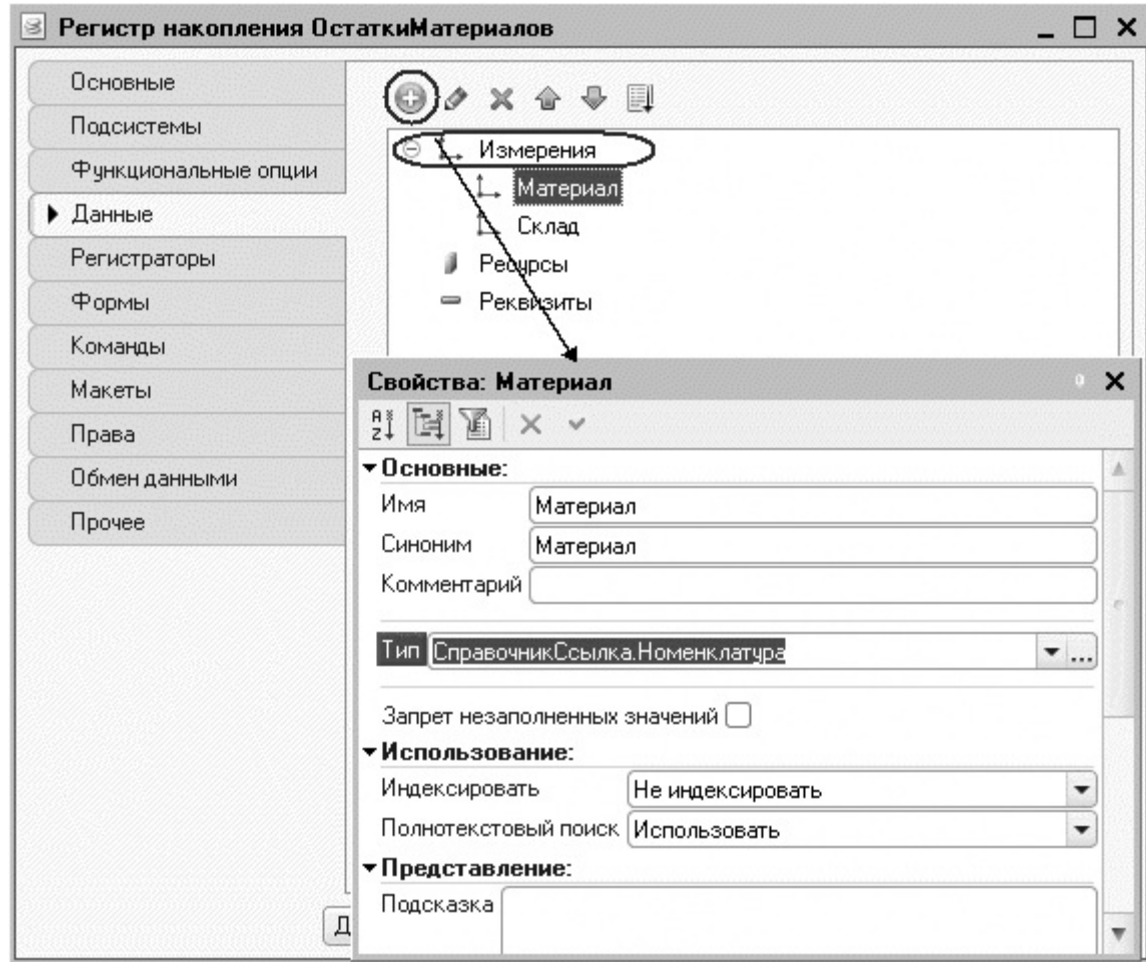 Регистр накопления ОстаткиМатериалов
Основные
Подсистемы
Функциональные опции
Данные
Регистраторы
Формы
Команды
Макеты
Права
Обмен данными
Прочее
Измерения
Материал
Склад
Ресурсы
Реквизиты
Свойства: Материал
Основные:
Имя Материал
Синоним Материал
Комментарий
Тип СправочникСсылка.Номенклатура ...
Запрет незаполненных значений
Использование:
Индексировать Не индексировать
Полнотекстовый поиск Использовать
Представление:
Подсказка
Д